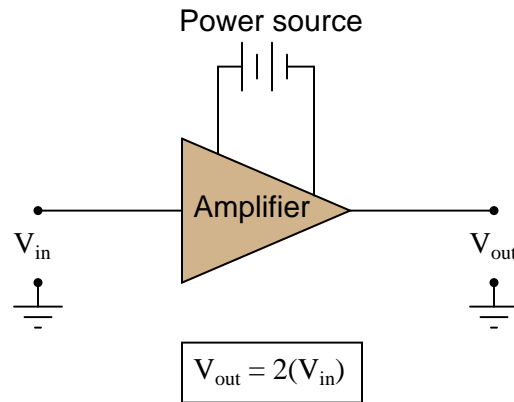 Power source
Amplifier
V_in
V_out
V_out = 2(V_in)